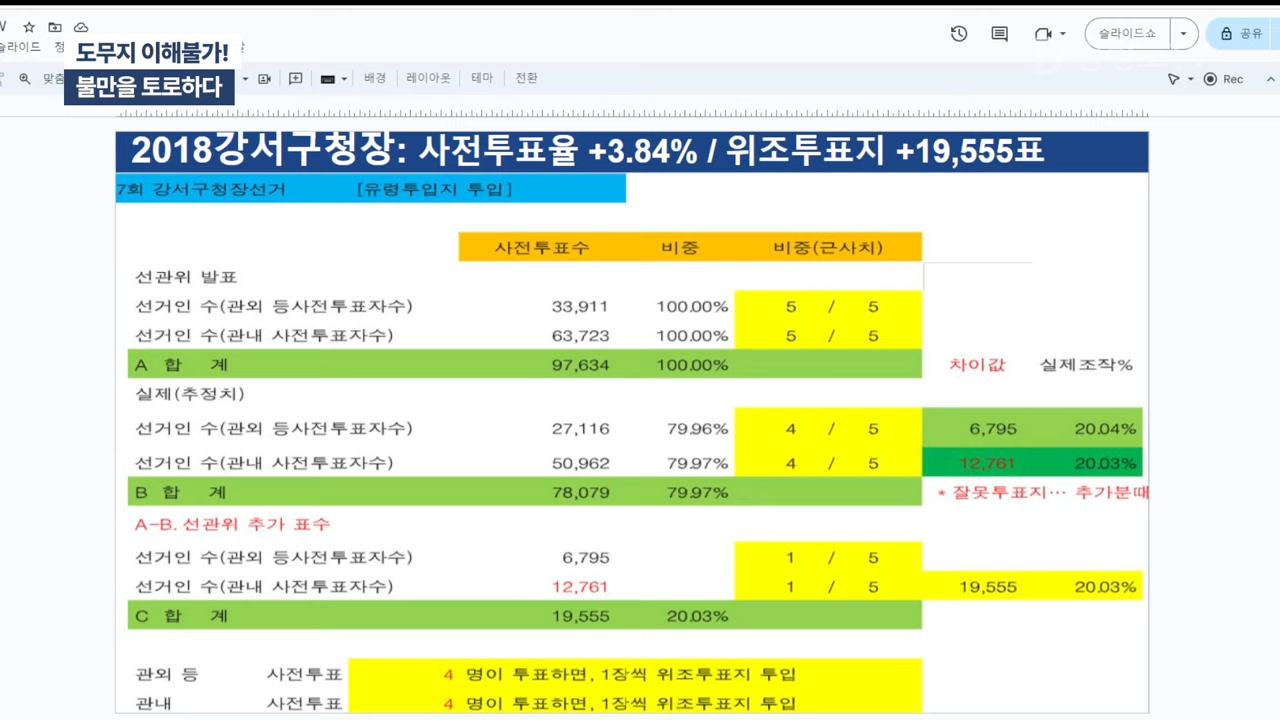 도무지 이해불가!
불만을 토로하다
슬라이드
슬라이드쇼
공유
배경 레이아웃 테마 전환
Rec
2018강서구청장: 사전투표율 +3.84% / 위조투표지 +19,555표
7회 강서구청장선거 [유령투입지 투입]
사전투표수 비중 비중(근사치)
선관위 발표
선거인 수(관외 등사전투표자수) 33,911 100.00% 5 / 5
선거인 수(관내 사전투표자수) 63,723 100.00% 5 / 5
A 합 계 97,634 100.00% 차이값 실제조작%
실제(추정치)
선거인 수(관외 등사전투표자수) 27,116 79.96% 4 / 5 6,795 20.04%
선거인 수(관내 사전투표자수) 50,962 79.97% 4 / 5 12,761 20.03%
B 합 계 78,079 79.97% * 잘못투표지… 추가분때
A-B. 선관위 추가 표수
선거인 수(관외 등사전투표자수) 6,795 1 / 5
선거인 수(관내 사전투표자수) 12,761 1 / 5 19,555 20.03%
C 합 계 19,555 20.03%
관외 등 사전투표 4 명이 투표하면, 1장씩 위조투표지 투입
관내 사전투표 4 명이 투표하면, 1장씩 위조투표지 투입